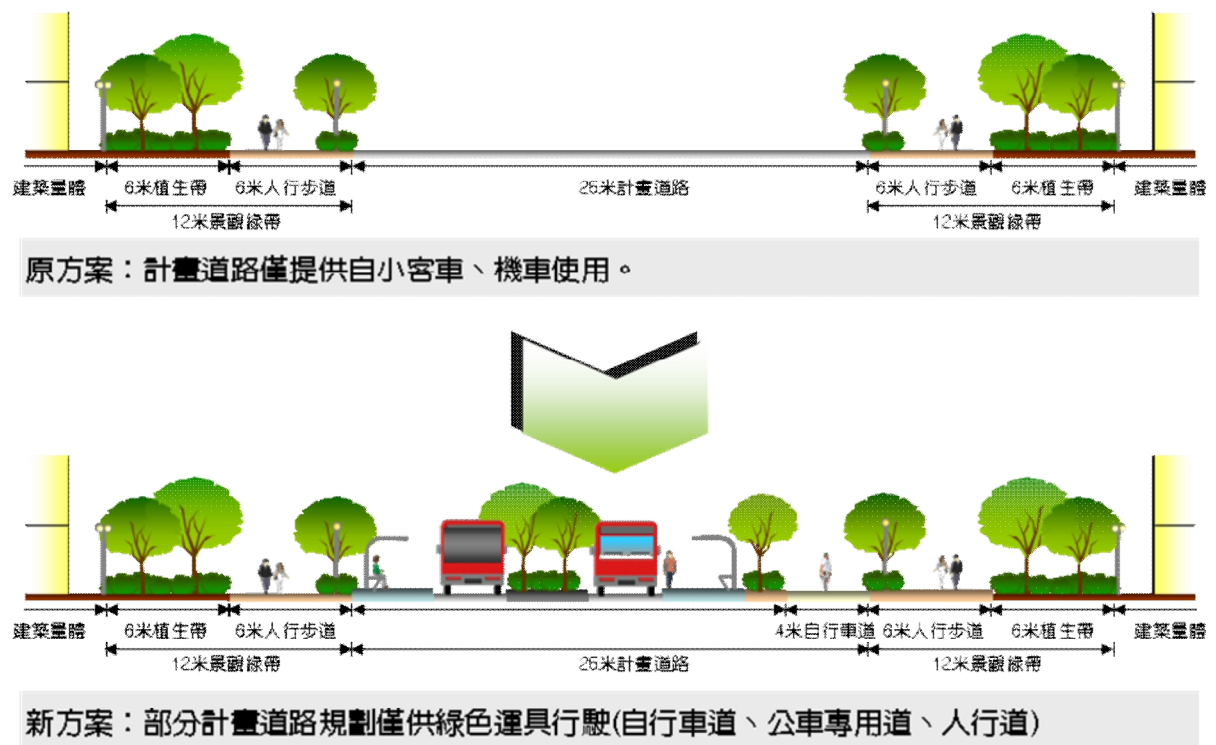 建築量體 6米植生帶 6米人行步道 26米計畫道路 6米人行步道 6米植生帶 建築量體
12米景觀綠帶 12米景觀綠帶
原方案：計畫道路僅提供自小客車、機車使用。
建築量體 6米植生帶 6米人行步道 4米自行車道 6米人行步道 6米植生帶 建築量體
12米景觀綠帶 26米計畫道路 12米景觀綠帶
新方案：部分計畫道路規劃僅供綠色運具行駛(自行車道、公車專用道、人行道)